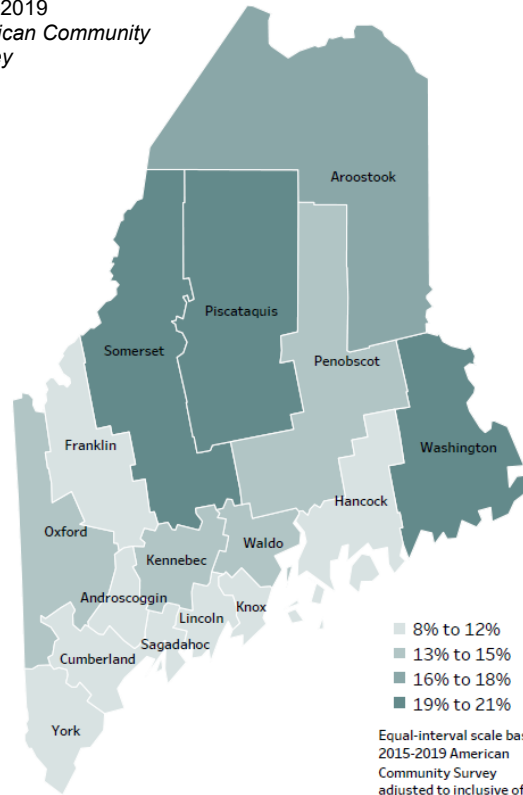 2019
ican Community
ey
Aroostook
Piscataquis
Somerset
Penobscot
Washington
Franklin
Hancock
Oxford
Waldo
Kennebec
Androscoggin
Knox
Lincoln
Sagadahoc
Cumberland
York
8% to 12%
13% to 15%
16% to 18%
19% to 21%
Equal-interval scale bas
2015-2019 American
Community Survey
adjusted to inclusive of